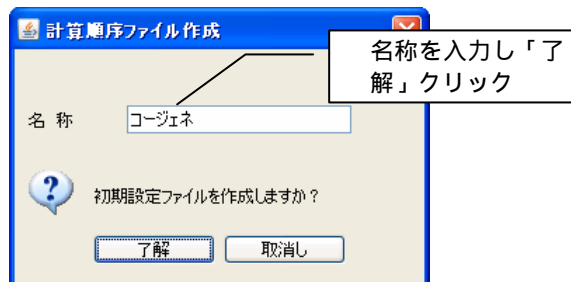 計算順序ファイル作成
名称を入力し「了
解」クリック
名 称 コージェネ
初期設定ファイルを作成しますか？
了解 取消し